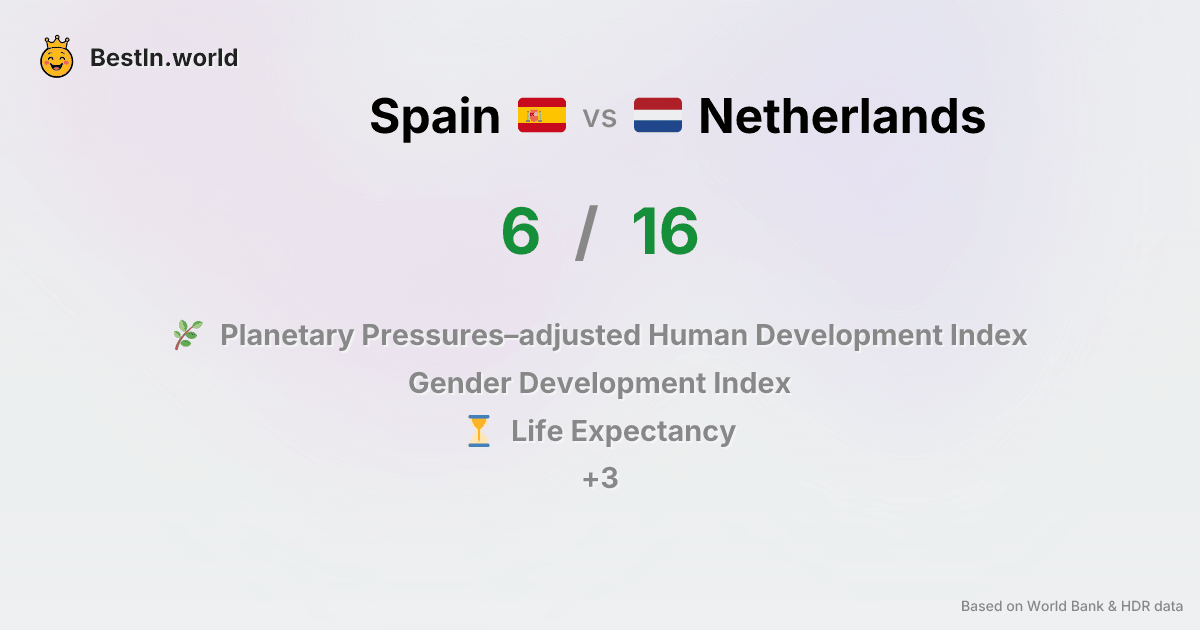 BestIn.world
Spain vs Netherlands
6 / 16
Planetary Pressures–adjusted Human Development Index
Gender Development Index
Life Expectancy
+3
Based on World Bank & HDR data